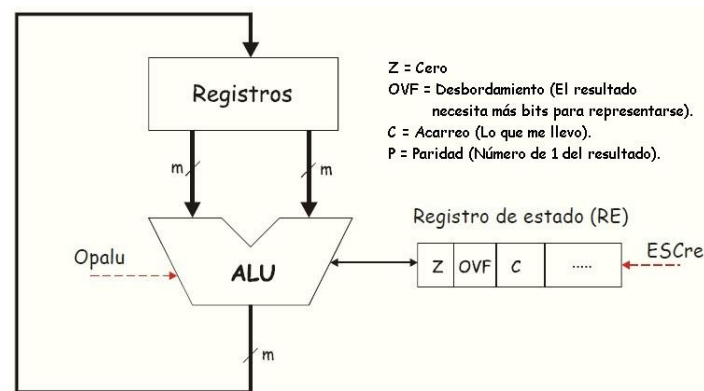 Z = Cero
OVF = Desbordamiento (El resultado
necesita más bits para representarse).
C = Acarreo (Lo que me llevo).
P = Paridad (Número de 1 del resultado).
Registros
m
m
Registro de estado (RE)
Opalu
ALU
Z OVF C .....
ESCre
m